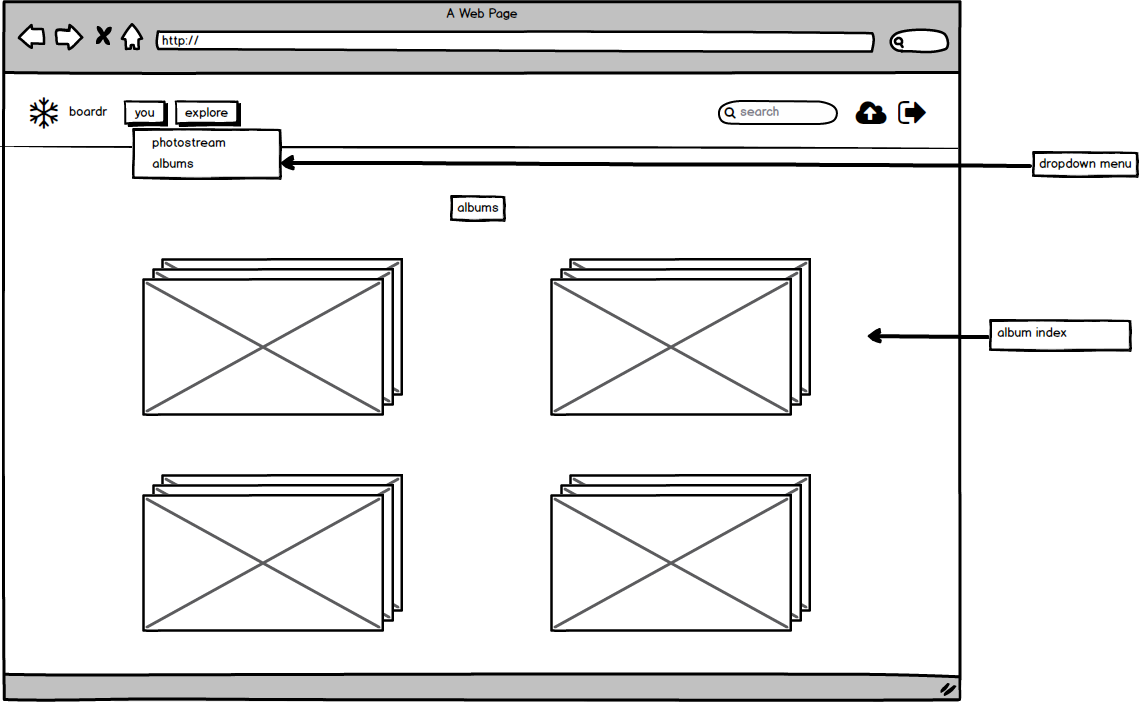 A Web Page
http://
boardr
you
explore
search
photostream
albums
dropdown menu
albums
album index